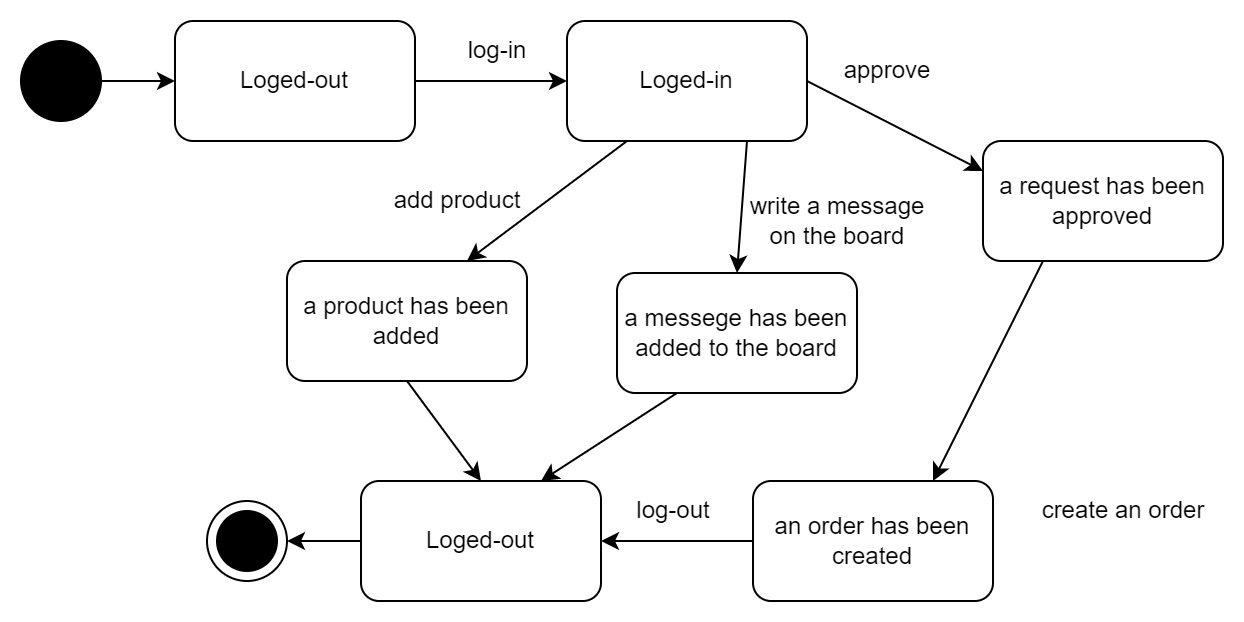 Loged-out
log-in
Loged-in
approve
a request has been
approved
add product
write a message
on the board
a product has been
added
a messege has been
added to the board
Loged-out
log-out
an order has been
created
create an order